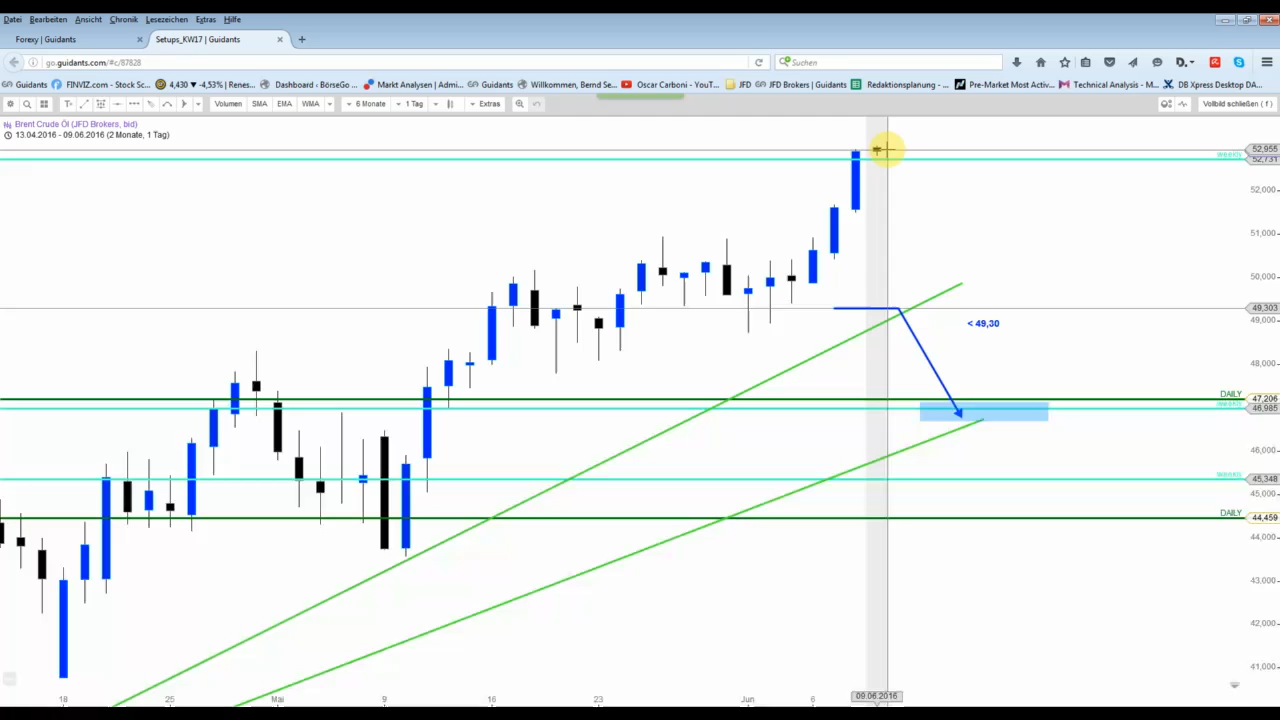 Datei Bearbeiten Ansicht Chronik Lesezeichen Extras Hilfe
Forexy | Guidants × Setups_KW17 | Guidants × +
go.guidants.com/#c/87828 Suchen
Guidants FINVIZ.com - Stock Sc... 4,430 ▾ -4,53% | Renes... Dashboard ‹ BörseGo ... Markt Analysen | Admi... Guidants Willkommen, Bernd Se... Oscar Carboni - YouT... JFD JFD Brokers | Guidants Redaktionsplanung - ... Pre-Market Most Activ... Technical Analysis - M... DB Xpress Desktop DA...
Volumen SMA EMA WMA 6 Monate 1 Tag Extras Vollbild schließen ( f )
Brent Crude Öl (JFD Brokers, bid)
13.04.2016 - 09.06.2016 (2 Monate, 1 Tag)
52,955
WEEKLY 52,731
52,000
51,000
50,000
49,303
< 49,30
49,000
48,000
DAILY 47,206
WEEKLY 46,985
46,000
WEEKLY 45,348
45,000
DAILY 44,459
44,000
43,000
42,000
41,000
18 25 Mai 9 16 23 Jun 6 09.06.2016